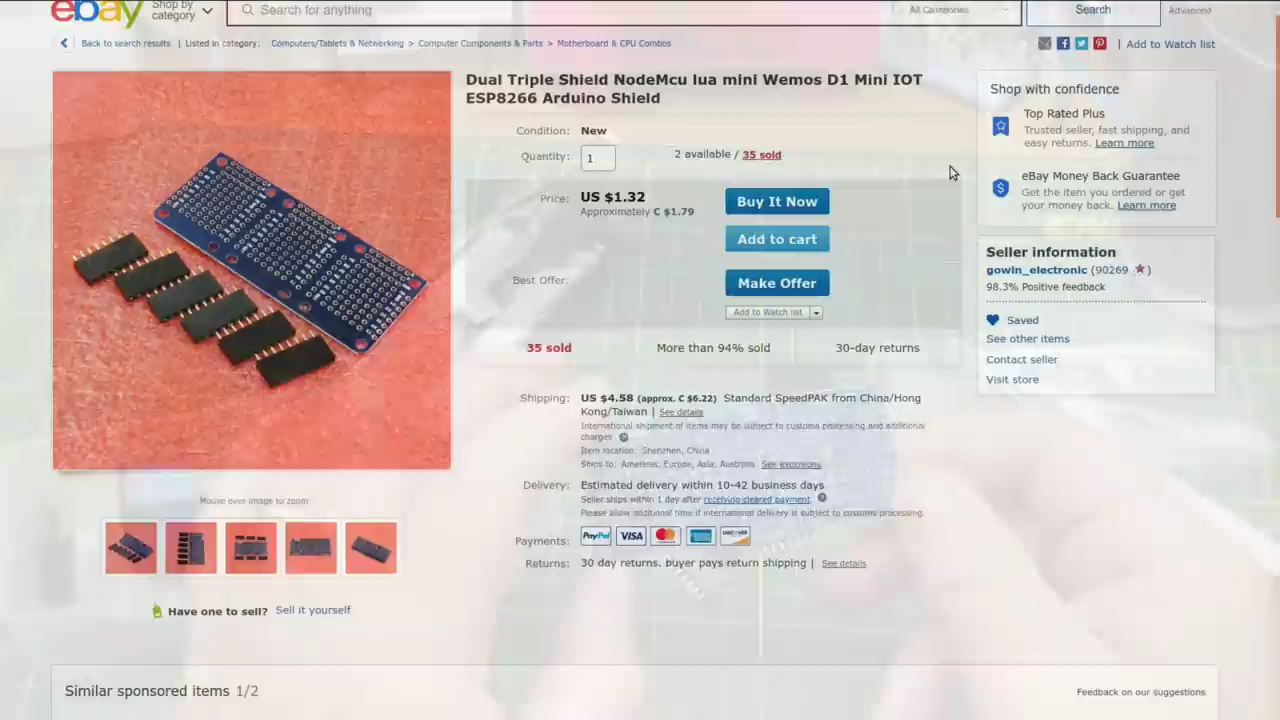 ebay
Shop by
category
Search for anything
All Categories
Search
Advanced
Back to search results | Listed in category: Computers/Tablets & Networking > Computer Components & Parts > Motherboard & CPU Combos
| Add to Watch list
Dual Triple Shield NodeMcu lua mini Wemos D1 Mini IOT
ESP8266 Arduino Shield
Condition: New
Quantity: 1
2 available / 35 sold
Price: US $1.32
Approximately C $1.79
Buy It Now
Add to cart
Best Offer:
Make Offer
Add to Watch list
35 sold
More than 94% sold
30-day returns
Shipping: US $4.58 (approx. C $6.22) Standard SpeedPAK from China/Hong
Kong/Taiwan | See details
International shipment of items may be subject to customs processing and additional
charges
Item location: Shenzhen, China
Ships to: Americas, Europe, Asia, Australia See exclusions
Delivery: Estimated delivery within 10-42 business days
Seller ships within 1 day after receiving cleared payment.
Please allow additional time if international delivery is subject to customs processing.
Payments: PayPal VISA MasterCard DISCOVER
Returns: 30 day returns. buyer pays return shipping | See details
Shop with confidence
Top Rated Plus
Trusted seller, fast shipping, and
easy returns. Learn more
eBay Money Back Guarantee
Get the item you ordered or get
your money back. Learn more
Seller information
gowin_electronic (90269 )
98.3% Positive feedback
Saved
See other items
Contact seller
Visit store
Mouse over image to zoom
Have one to sell? Sell it yourself
Similar sponsored items 1/2
Feedback on our suggestions